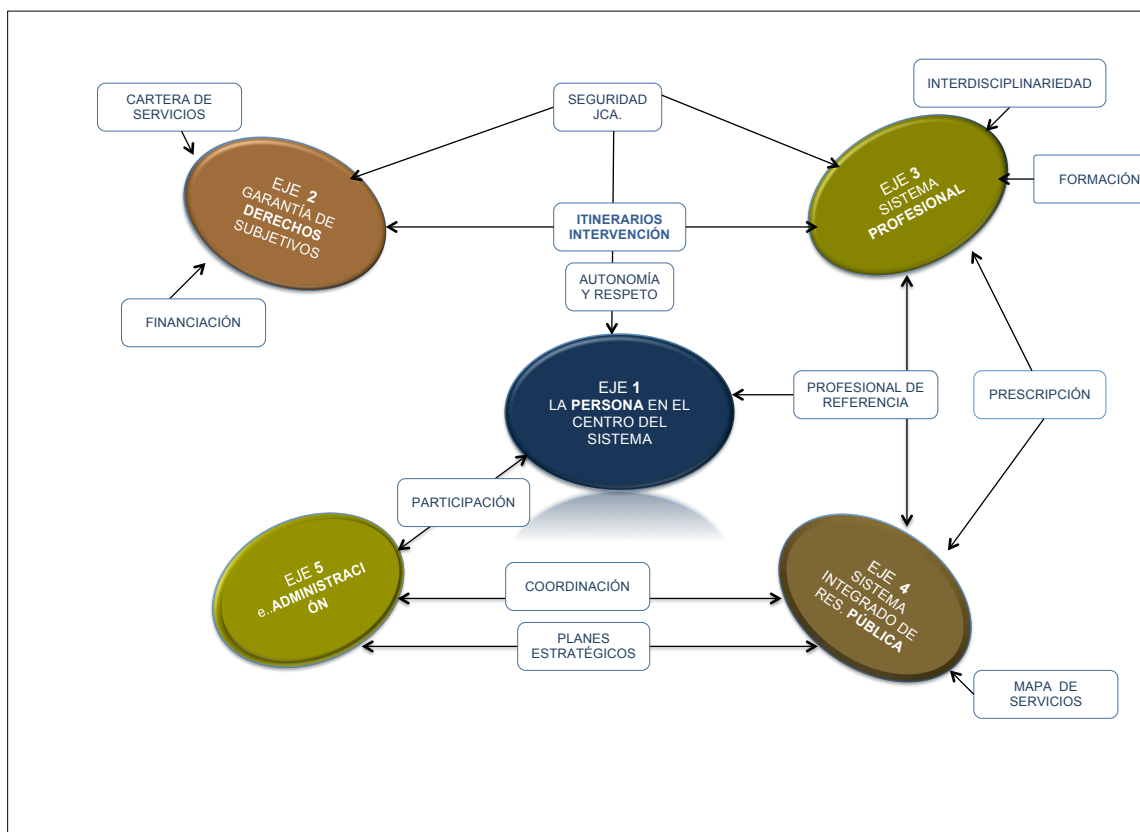 CARTERA DE
SERVICIOS
SEGURIDAD
JCA.
INTERDISCIPLINARIEDAD
EJE 2
GARANTÍA DE
DERECHOS
SUBJETIVOS
EJE 3
SISTEMA
PROFESIONAL
FORMACIÓN
ITINERARIOS
INTERVENCIÓN
AUTONOMÍA
Y RESPETO
FINANCIACIÓN
EJE 1
LA PERSONA EN EL
CENTRO DEL
SISTEMA
PROFESIONAL DE
REFERENCIA
PRESCRIPCIÓN
PARTICIPACIÓN
EJE 5
e..ADMINISTRACI
ÓN
COORDINACIÓN
PLANES
ESTRATÉGICOS
EJE 4
SISTEMA
INTEGRADO DE
RES. PÚBLICA
MAPA DE
SERVICIOS